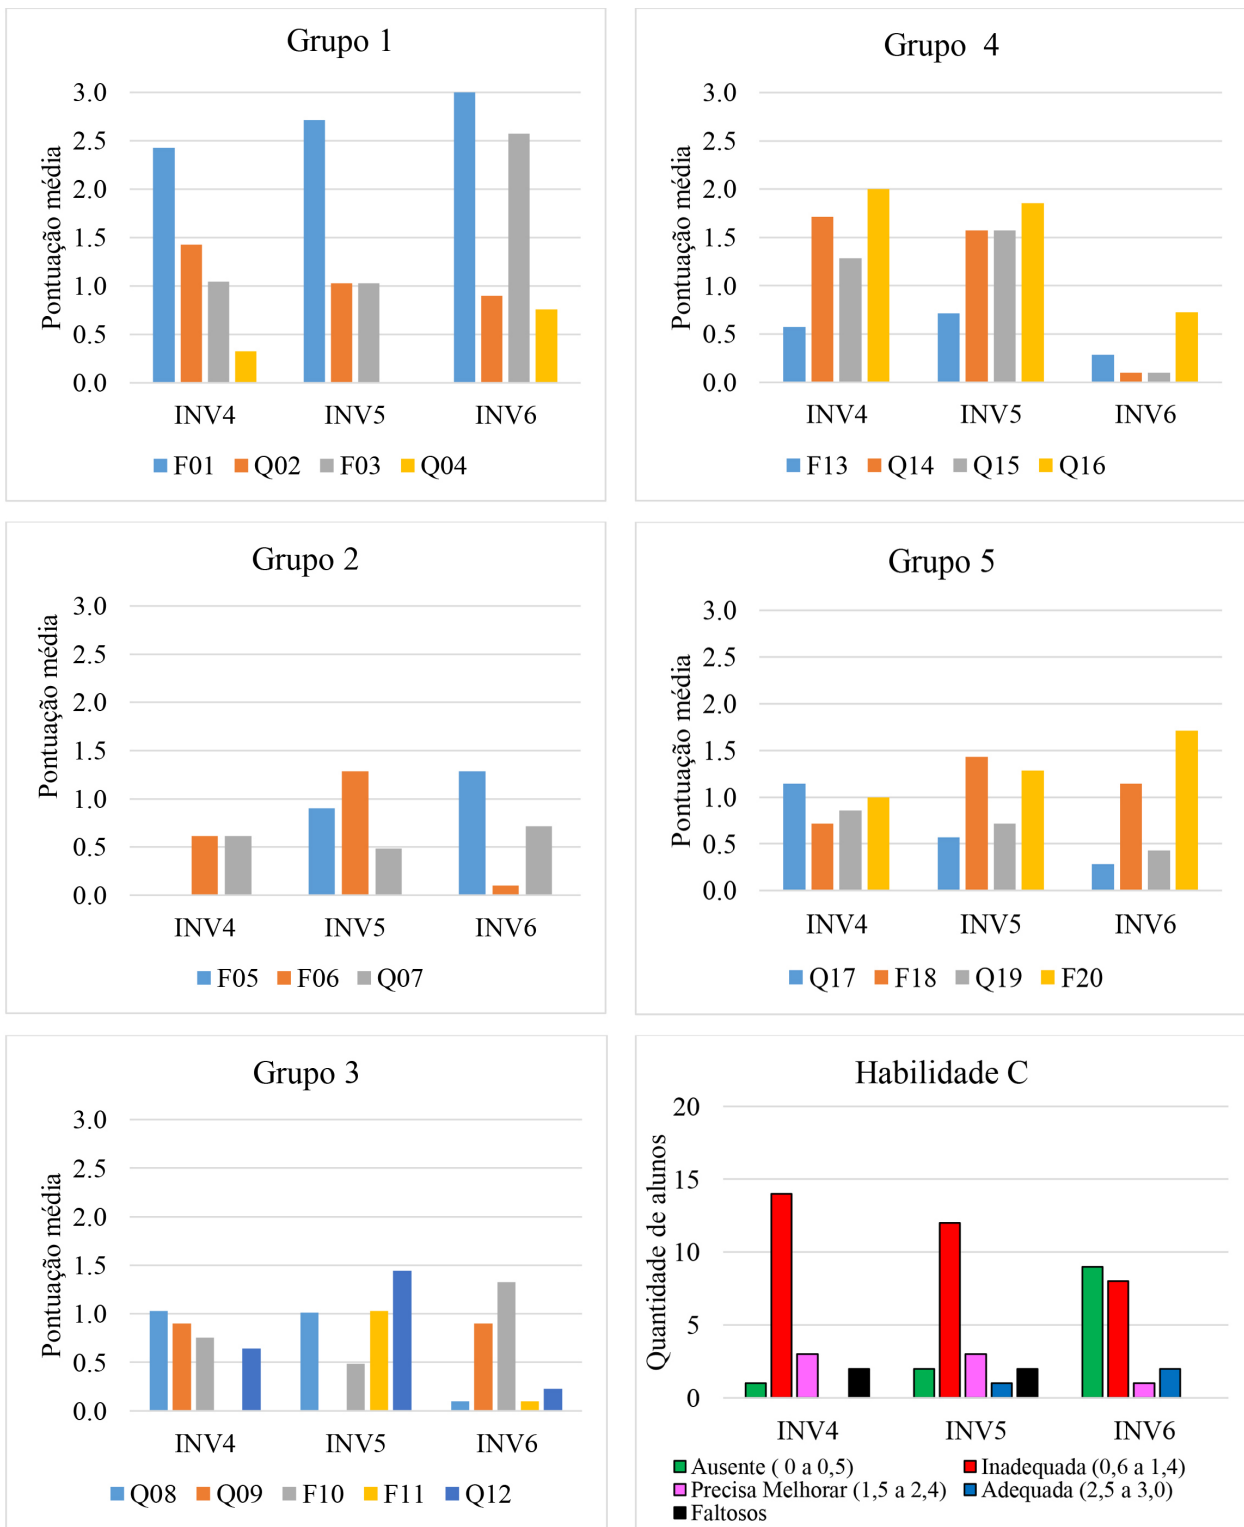 Grupo 1
Pontuação média
3.0
2.5
2.0
1.5
1.0
0.5
0.0
INV4 INV5 INV6
F01 Q02 F03 Q04
Grupo 4
Pontuação média
3.0
2.5
2.0
1.5
1.0
0.5
0.0
INV4 INV5 INV6
F13 Q14 Q15 Q16
Grupo 2
Pontuação média
3.0
2.5
2.0
1.5
1.0
0.5
0.0
INV4 INV5 INV6
F05 F06 Q07
Grupo 5
Pontuação média
3.0
2.5
2.0
1.5
1.0
0.5
0.0
INV4 INV5 INV6
Q17 F18 Q19 F20
Grupo 3
Pontuação média
3.0
2.5
2.0
1.5
1.0
0.5
0.0
INV4 INV5 INV6
Q08 Q09 F10 F11 Q12
Habilidade C
Quantidade de alunos
20
15
10
5
0
INV4 INV5 INV6
Ausente ( 0 a 0,5) Inadequada (0,6 a 1,4)
Precisa Melhorar (1,5 a 2,4) Adequada (2,5 a 3,0)
Faltosos